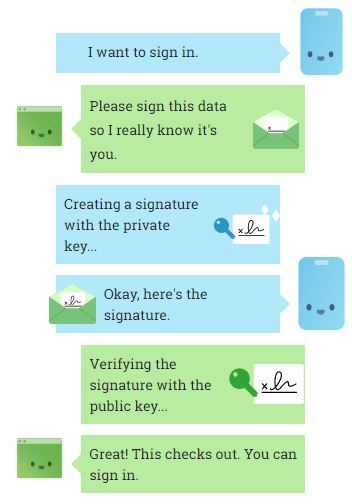 I want to sign in.
Please sign this data
so I really know it's
you.
Creating a signature
with the private
key...
Okay, here's the
signature.
Verifying the
signature with the
public key...
Great! This checks out. You can
sign in.